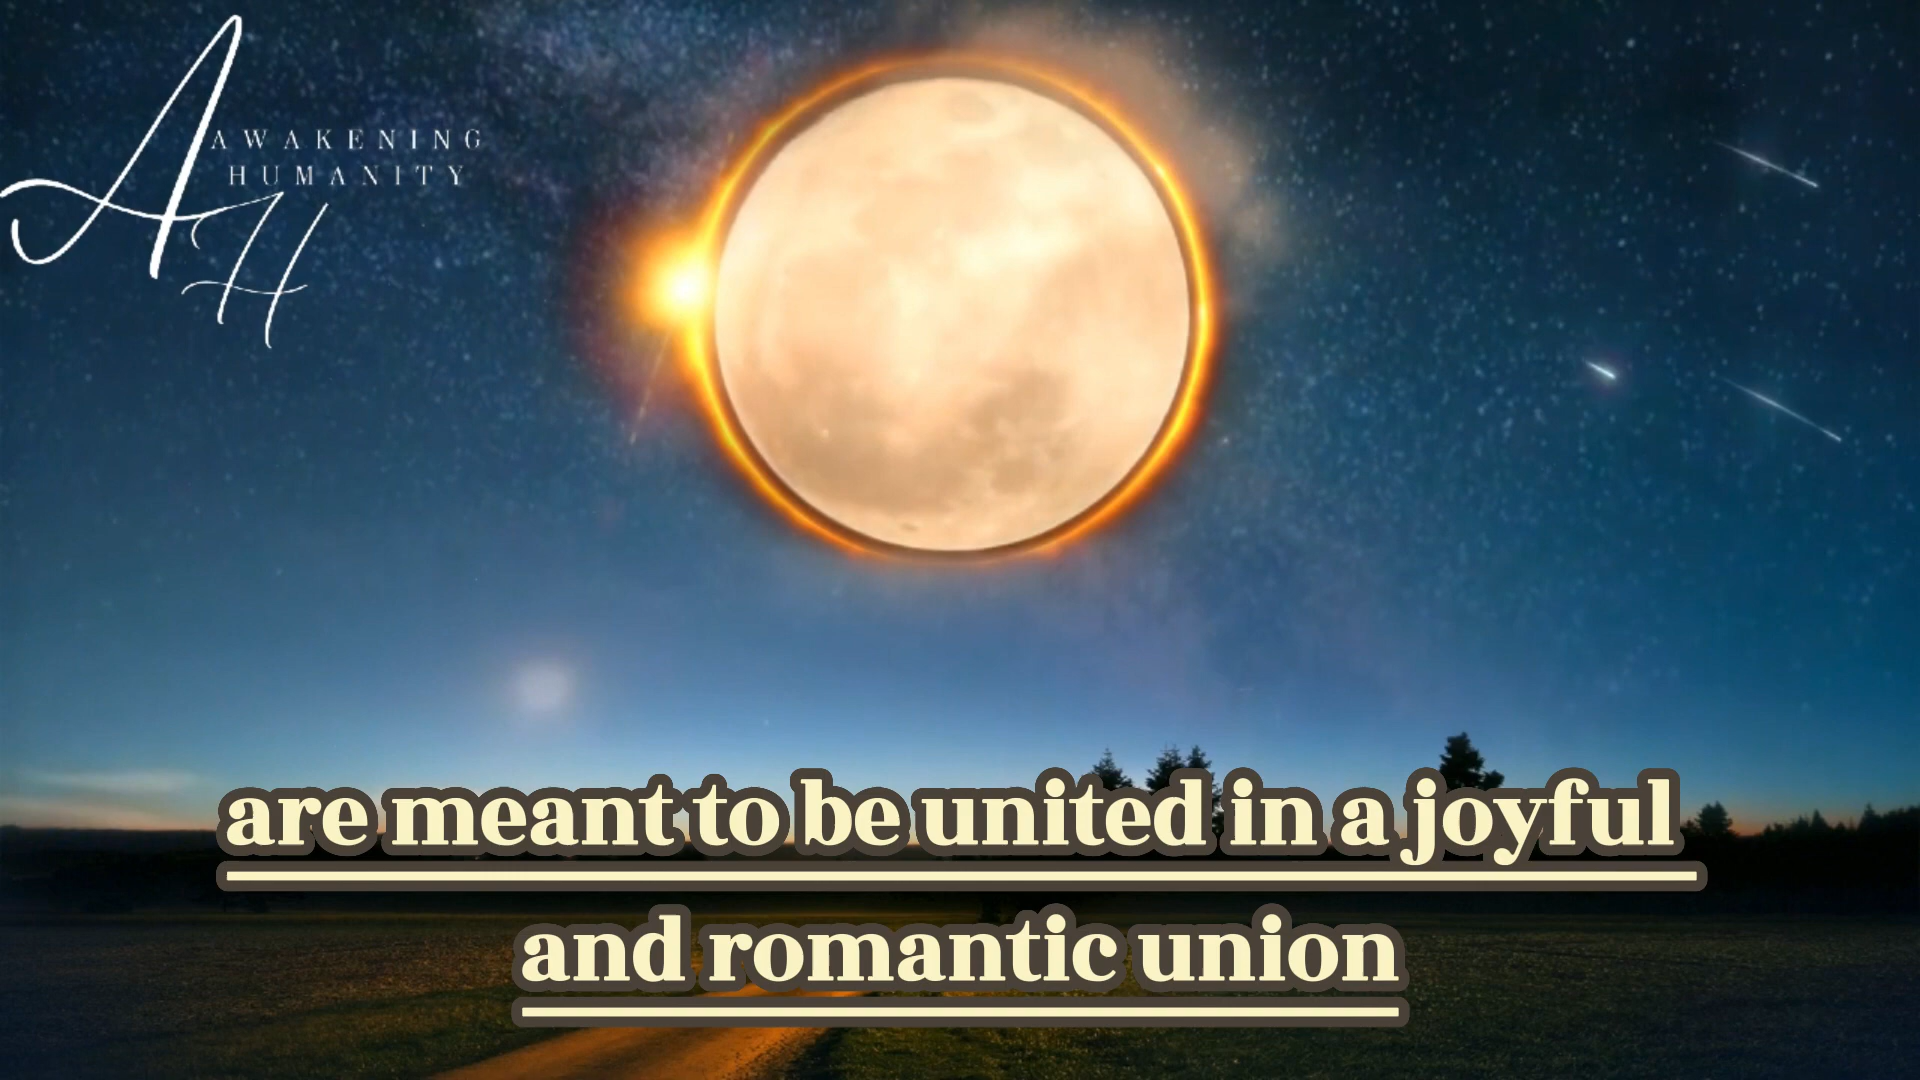 A
AWAKENING
HUMANITY
H
are meant to be united in a joyful
and romantic union